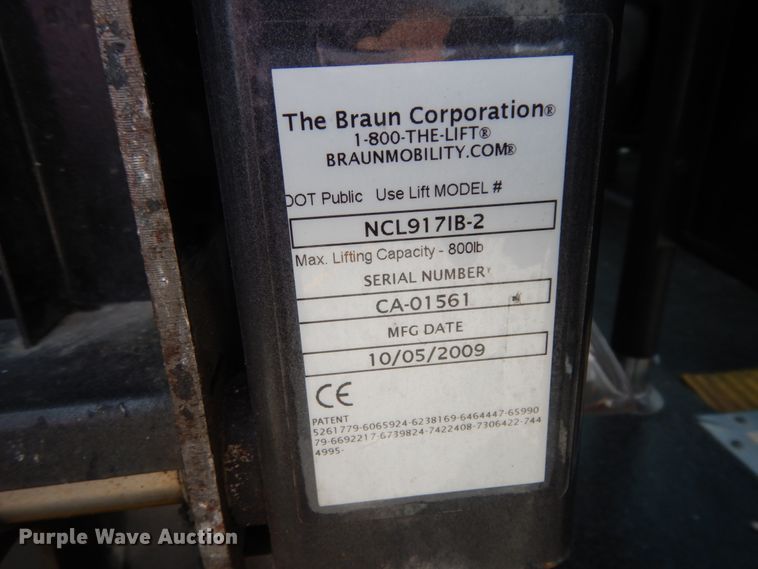 The Braun Corporation®
1-800-THE-LIFT®
BRAUNMOBILITY.COM®
DOT Public Use Lift MODEL #
NCL917IB-2
Max. Lifting Capacity - 800lb
SERIAL NUMBER
CA-01561
MFG DATE
10/05/2009
CE
PATENT
5261779-6065924-6238169-6464447-65990
79-6692217-6739824-7422408-7306422-744
4995-
Purple Wave Auction